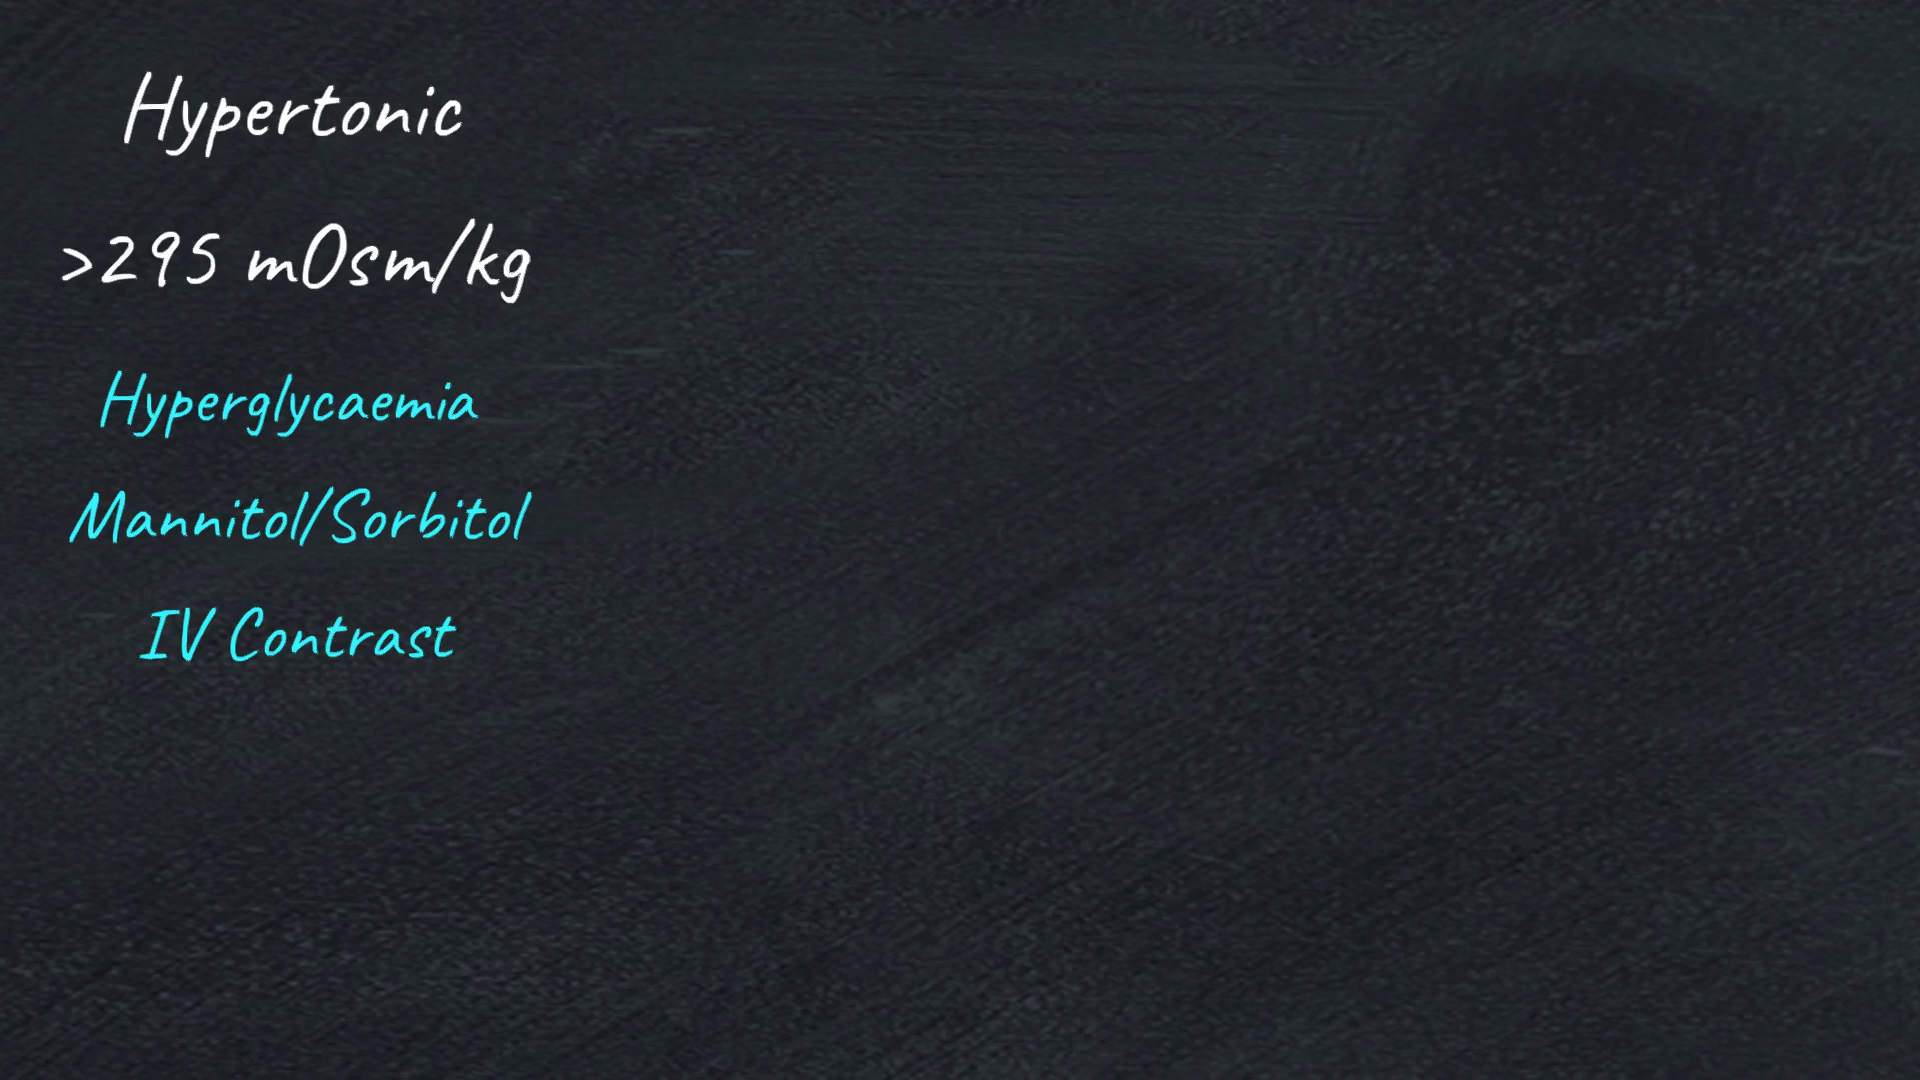 Hypertonic
>295 mOsm/kg
Hyperglycaemia
Mannitol/Sorbitol
IV Contrast